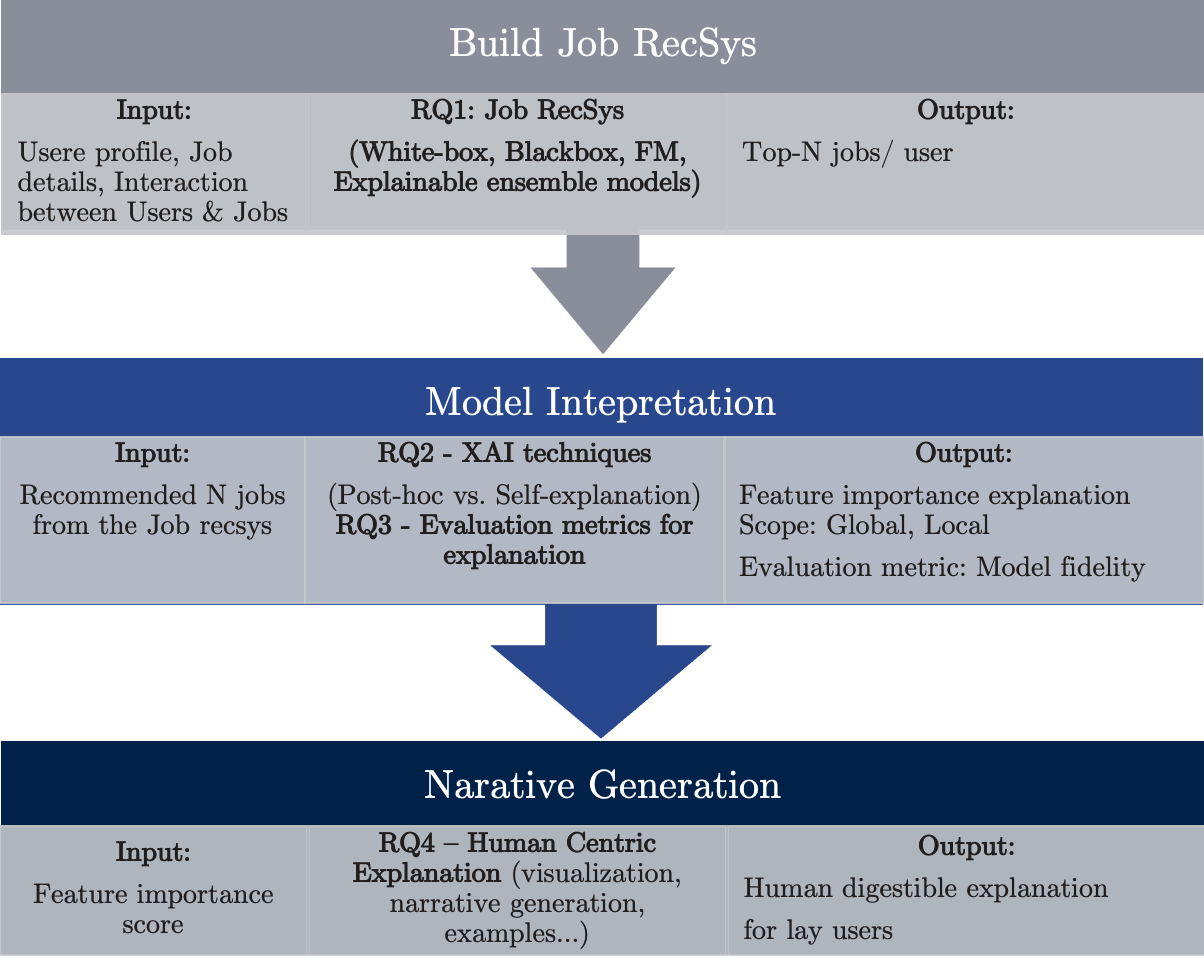 Build Job RecSys
Input:
Usere profile, Job
details, Interaction
between Users & Jobs
RQ1: Job RecSys
(White-box, Blackbox, FM,
Explainable ensemble models)
Output:
Top-N jobs/ user
Model Intepretation
Input:
Recommended N jobs
from the Job recsys
RQ2 - XAI techniques
(Post-hoc vs. Self-explanation)
RQ3 - Evaluation metrics for
explanation
Output:
Feature importance explanation
Scope: Global, Local
Evaluation metric: Model fidelity
Narative Generation
Input:
Feature importance
score
RQ4 – Human Centric
Explanation (visualization,
narrative generation,
examples...)
Output:
Human digestible explanation
for lay users